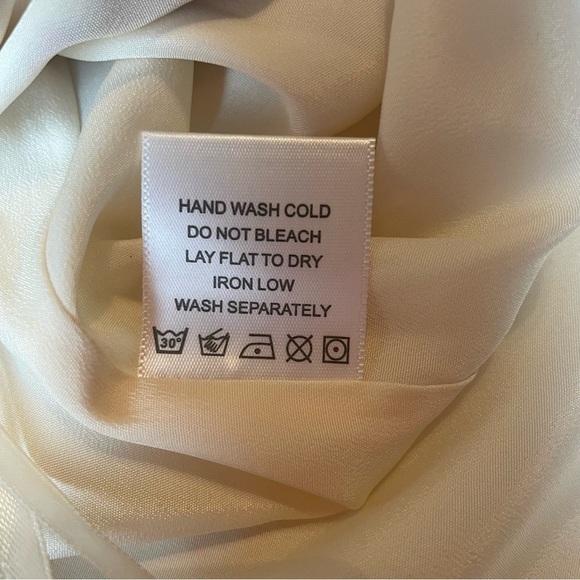 HAND WASH COLD
DO NOT BLEACH
LAY FLAT TO DRY
IRON LOW
WASH SEPARATELY
30°